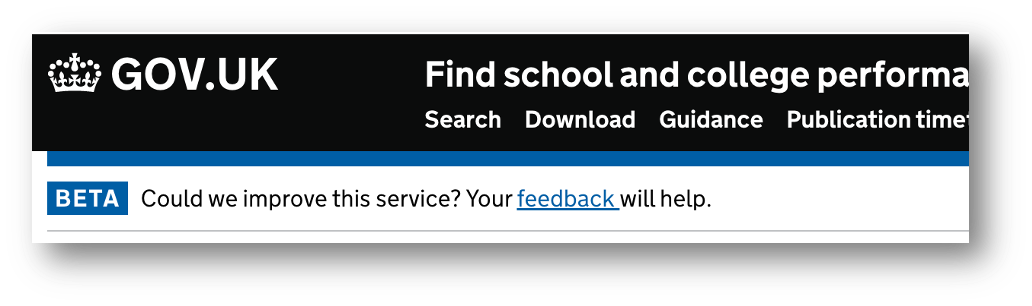 GOV.UK
Find school and college performa
Search Download Guidance Publication time
BETA Could we improve this service? Your feedback will help.